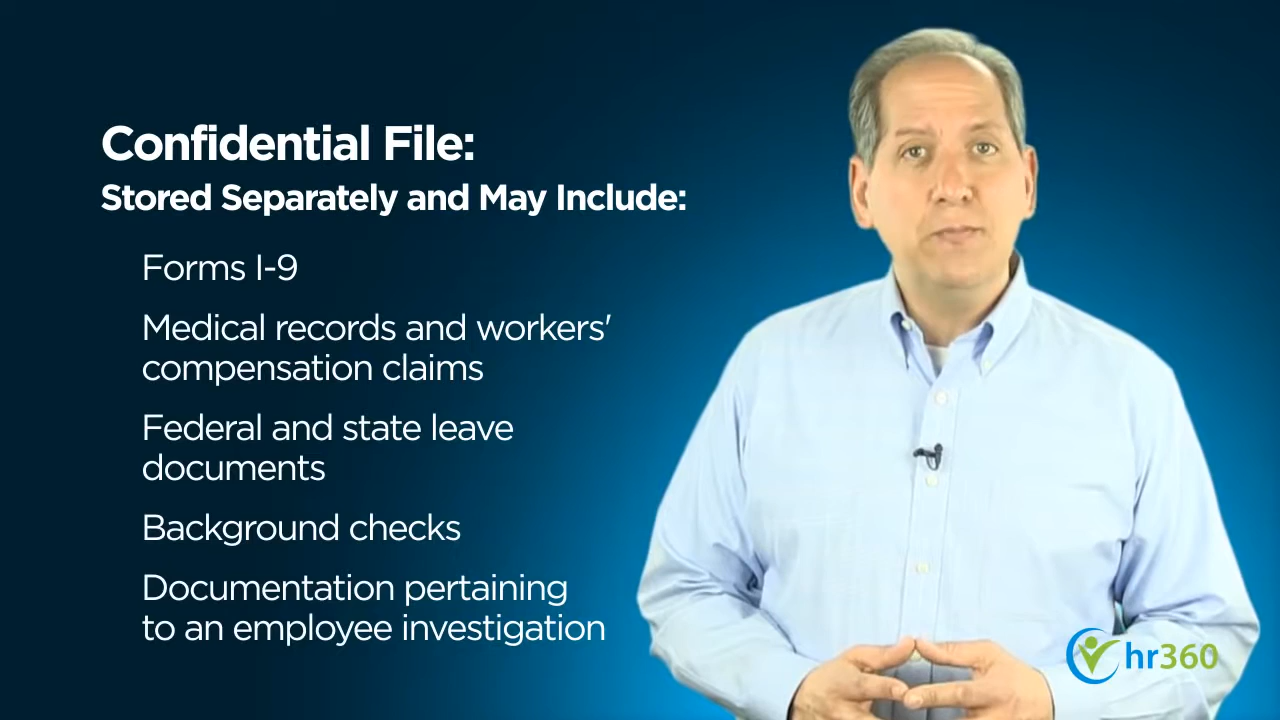 Confidential File:
Stored Separately and May Include:
Forms I-9
Medical records and workers'
compensation claims
Federal and state leave
documents
Background checks
Documentation pertaining
to an employee investigation
hr360